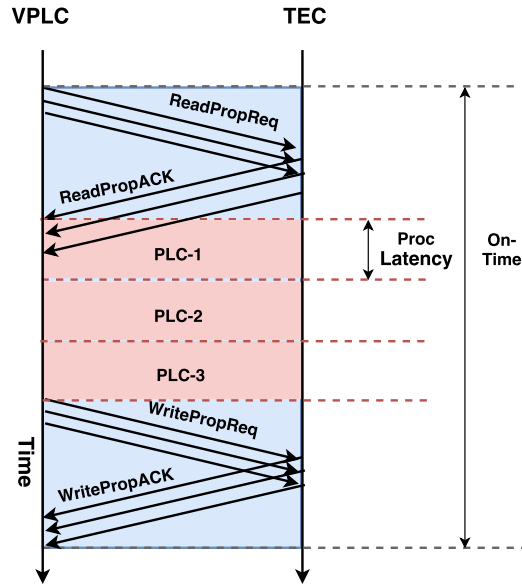 VPLC
TEC
ReadPropReq
ReadPropACK
PLC-1
Proc
Latency
On-
Time
PLC-2
PLC-3
WritePropReq
Time
WritePropACK